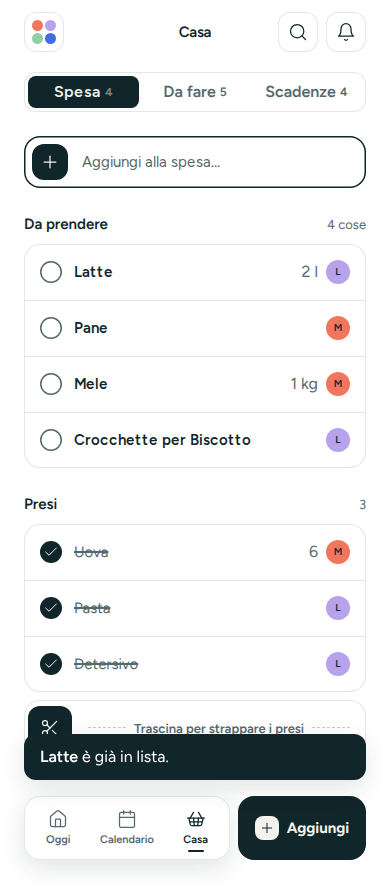 Casa
Spesa 4 Da fare 5 Scadenze 4
Aggiungi alla spesa...
Da prendere 4 cose
Latte 2 l L
Pane M
Mele 1 kg M
Crocchette per Biscotto L
Presi 3
Uova 6 M
Pasta L
Detersivo L
Trascina per strappare i presi
Latte è già in lista.
Oggi Calendario Casa Aggiungi